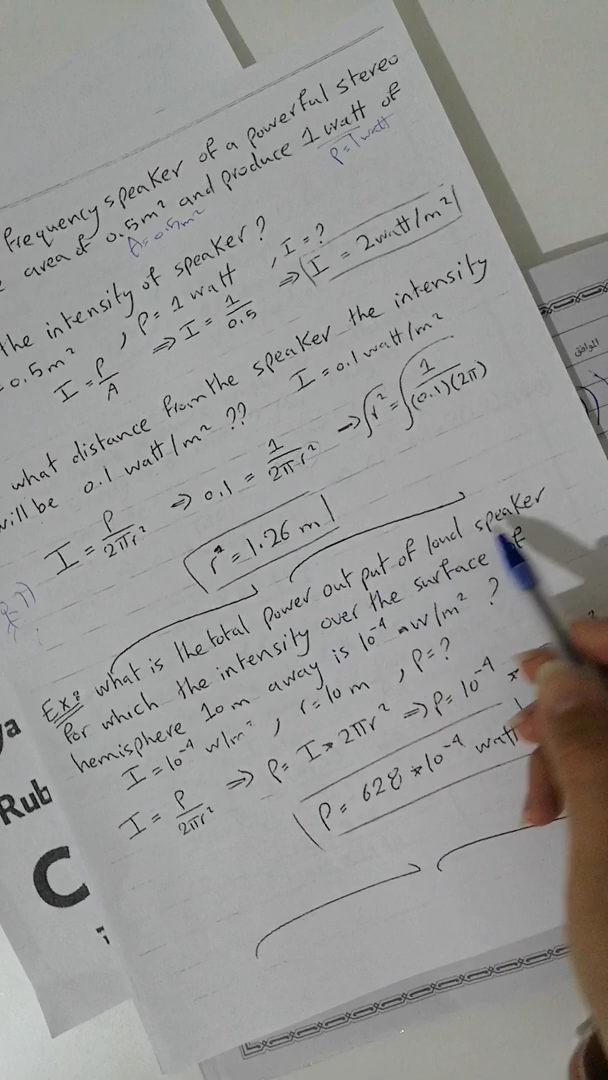 frequency speaker of a powerful stereo
area of 0.5m² and produce 1 watt of
A=0.5m² P=1watt
the intensity of speaker?
=0.5m² , P=1 watt , I=?
I = P/A ⇒ I = 1/0.5 ⇒ I = 2watt/m²
what distance from the speaker the intensity
will be 0.1 watt/m² ?? I = 0.1 watt/m²
I = P/2πr² ⇒ 0.1 = 1/2πr² → √r² = √1/(0.1)(2π)
r = 1.26 m
Ex: what is the total power out put of loud speaker
for which the intensity over the surface of
hemisphere 10m away is 10⁻⁴ w/m² ?
I = 10⁻⁴ w/m² , r=10m , P=?
I = P/2πr² ⇒ P= I * 2πr² ⇒ P= 10⁻⁴ *
P= 628 * 10⁻⁴ watt
الموافق
a
Rub
C